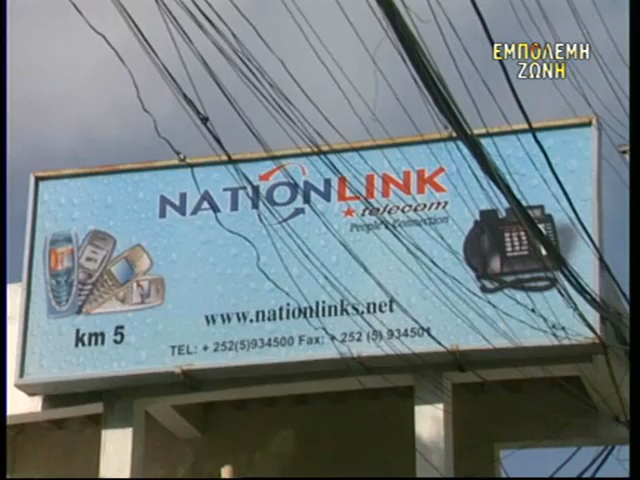 ΕΜΠΟΛΕΜΗ
ΖΩΝΗ
NATIONLINK
telecom
People's Connection
www.nationlinks.net
km 5
TEL: + 252(5)934500 Fax: + 252 (5) 934501